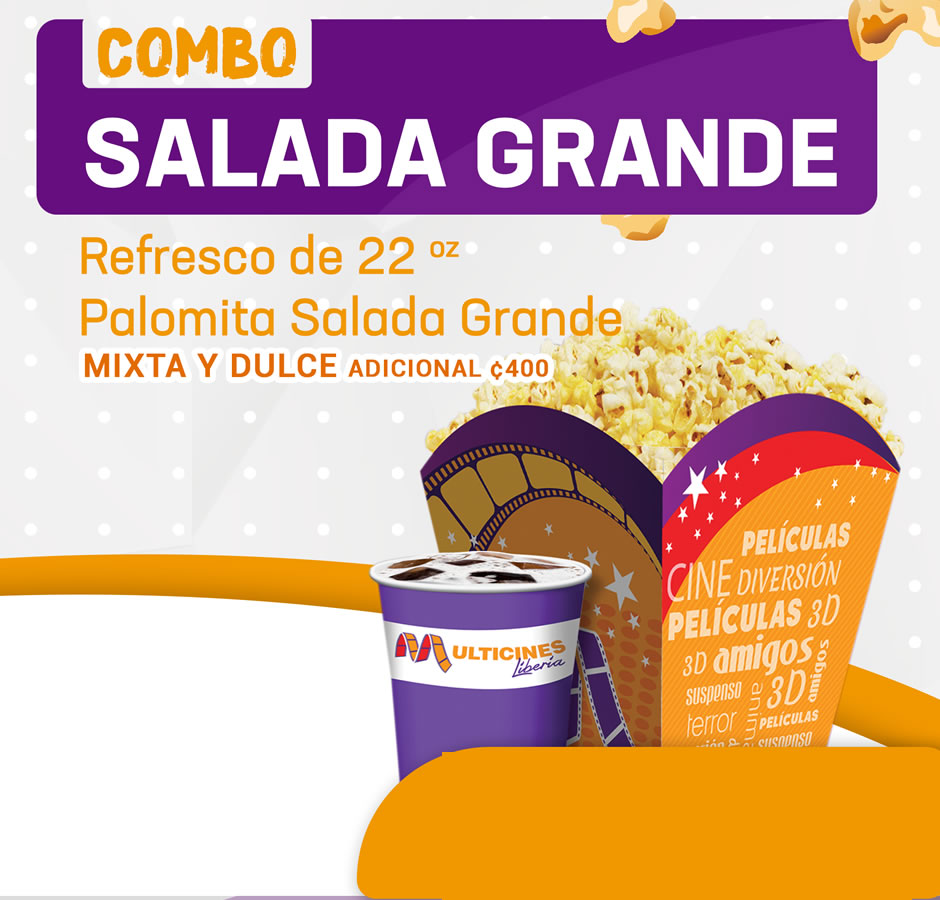 COMBO
SALADA GRANDE
Refresco de 22 oz
Palomita Salada Grande
MIXTA Y DULCE ADICIONAL ¢400
PELÍCULAS
CINE DIVERSIÓN
PELÍCULAS 3D
3D amigos
amigos
suspenso
3D
terror
PELÍCULAS
suspenso
MULTICINES
Liberia